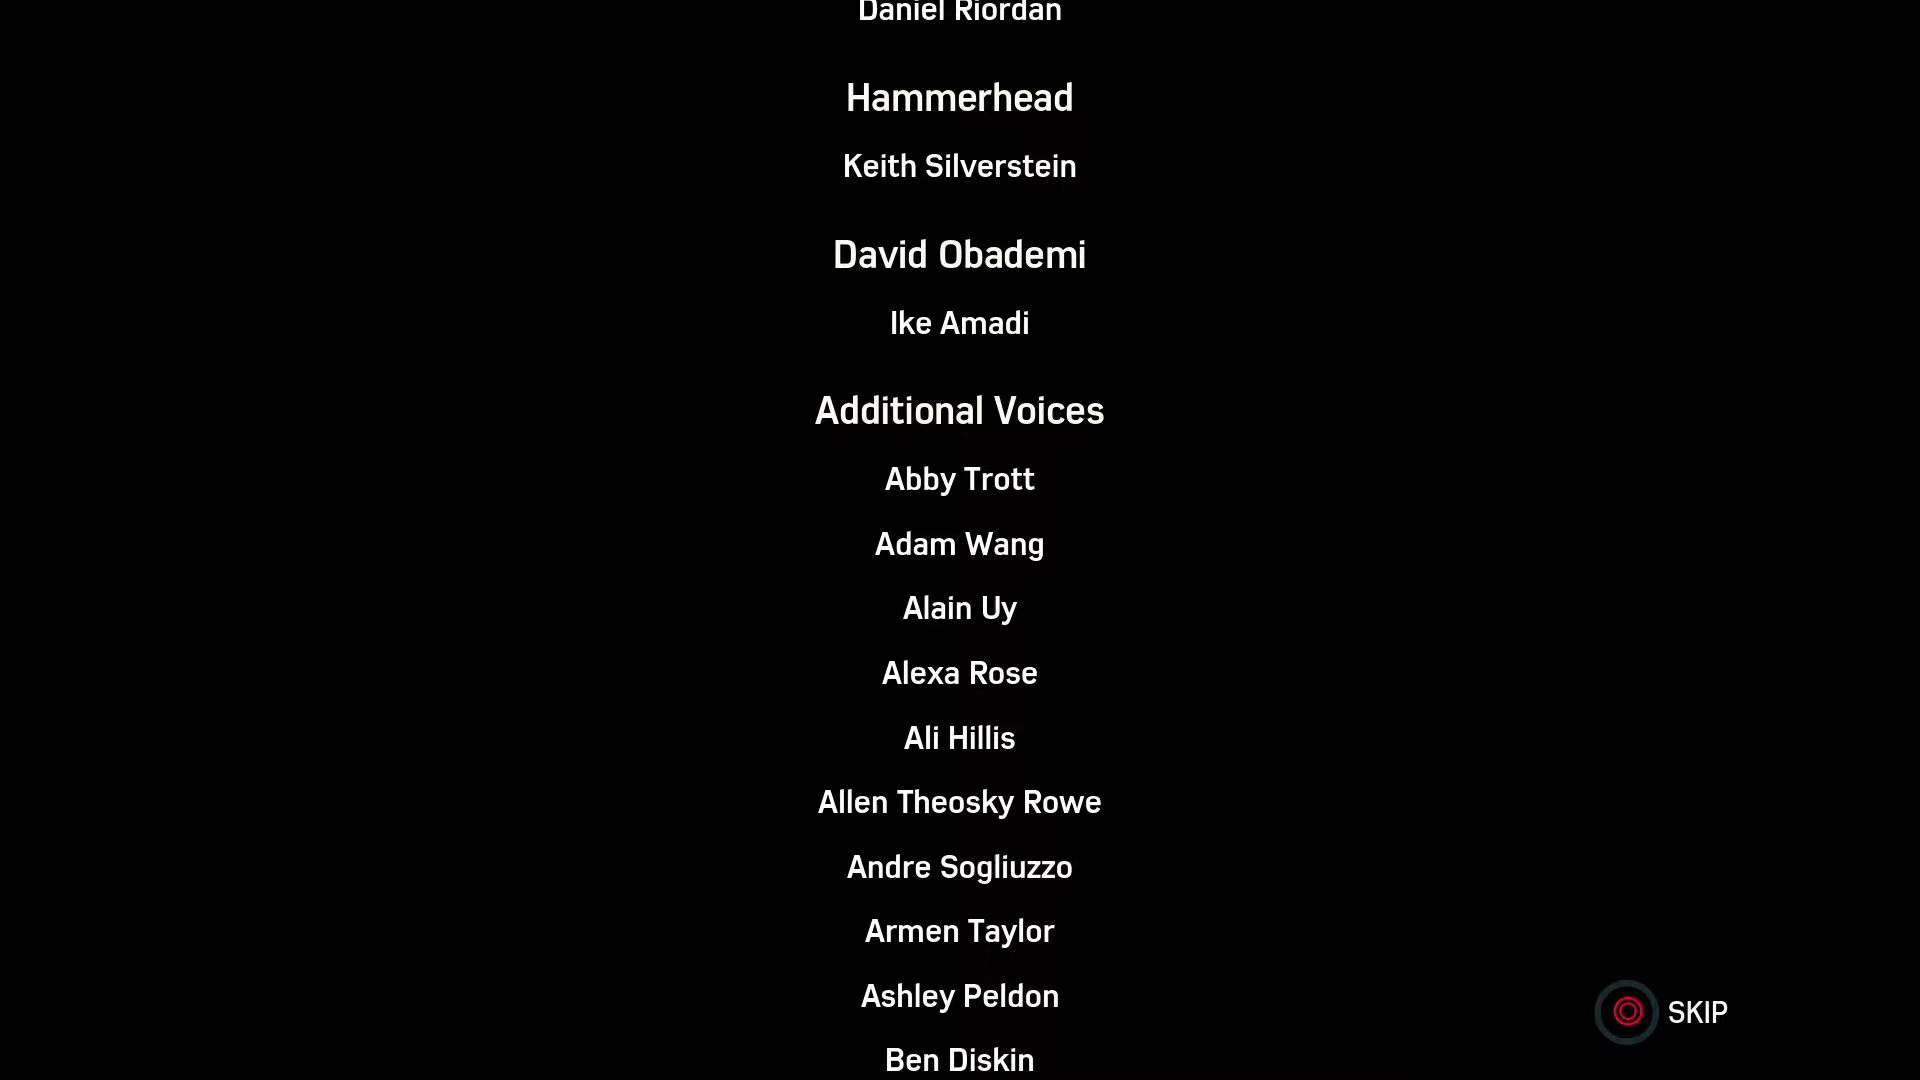 Daniel Riordan
Hammerhead
Keith Silverstein
David Obademi
Ike Amadi
Additional Voices
Abby Trott
Adam Wang
Alain Uy
Alexa Rose
Ali Hillis
Allen Theosky Rowe
Andre Sogliuzzo
Armen Taylor
Ashley Peldon
SKIP
Ben Diskin